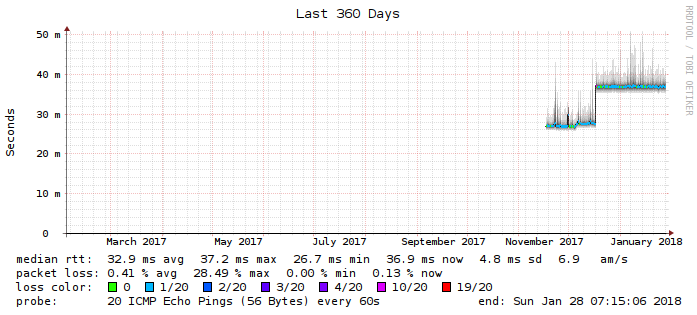 Last 360 Days
RRDTOOL / TOBI OETIKER
Seconds
50 m
40 m
30 m
20 m
10 m
0
March 2017 May 2017 July 2017 September 2017 November 2017 January 2018
median rtt: 32.9 ms avg 37.2 ms max 26.7 ms min 36.9 ms now 4.8 ms sd 6.9 am/s
packet loss: 0.41 % avg 28.49 % max 0.00 % min 0.13 % now
loss color: 0 1/20 2/20 3/20 4/20 10/20 19/20
probe: 20 ICMP Echo Pings (56 Bytes) every 60s end: Sun Jan 28 07:15:06 2018